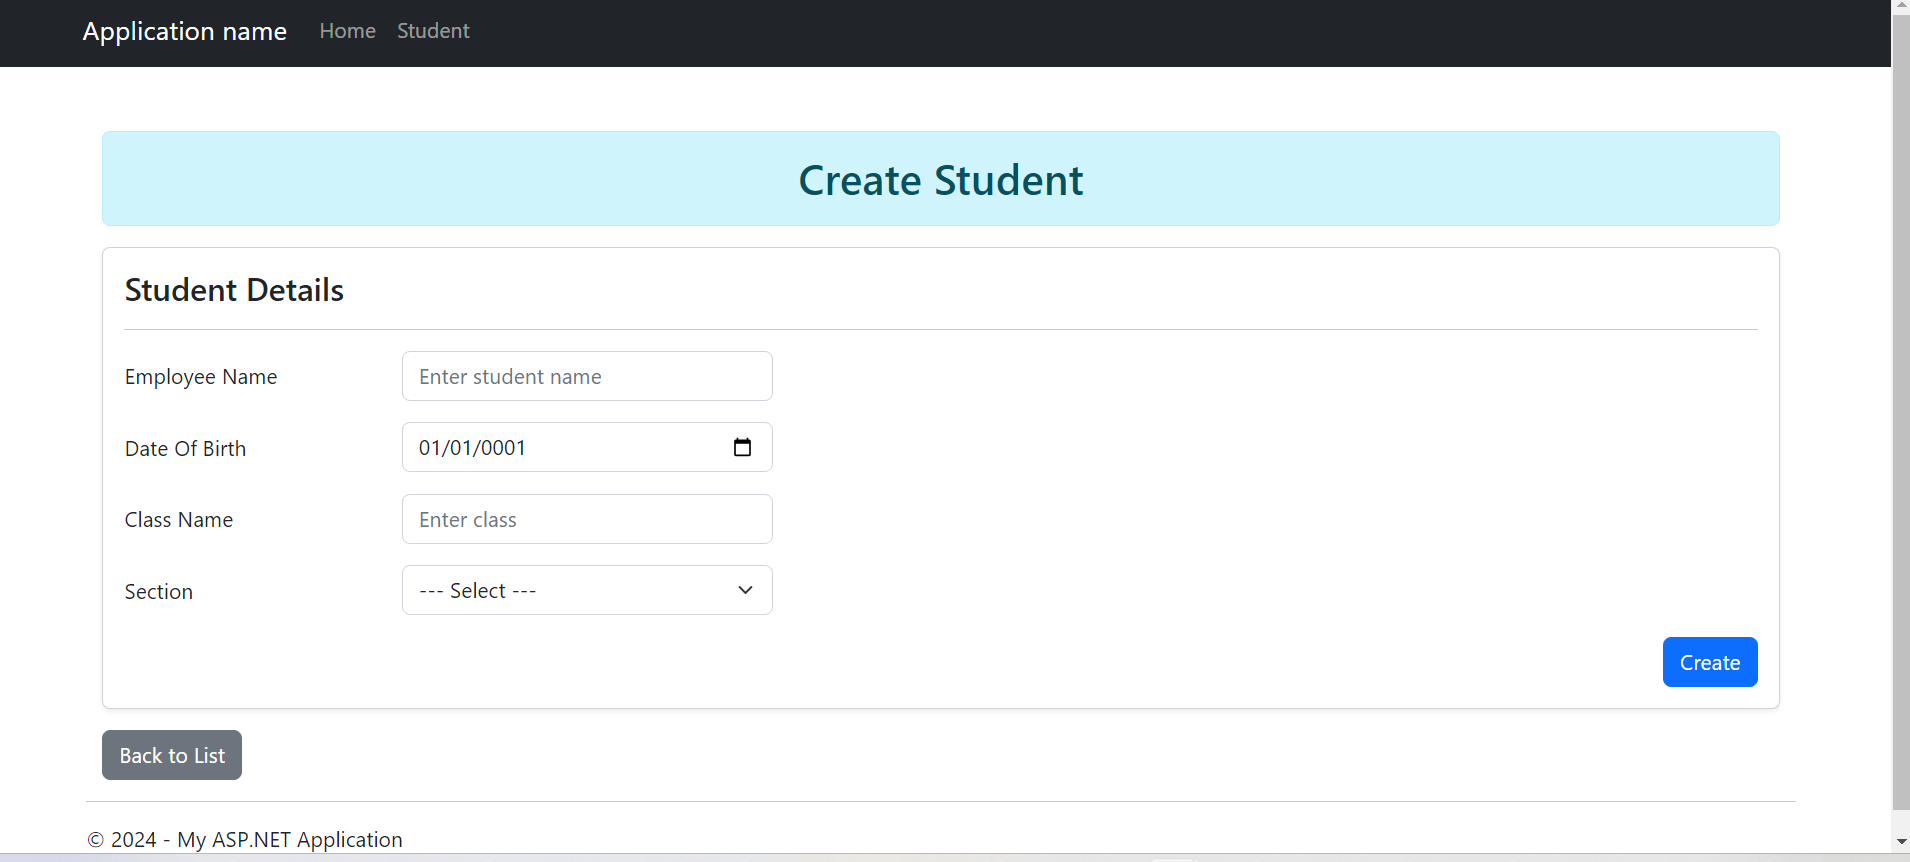 Application name Home Student
Create Student
Student Details
Employee Name Enter student name
Date Of Birth 01/01/0001
Class Name Enter class
Section --- Select ---
Create
Back to List
© 2024 - My ASP.NET Application